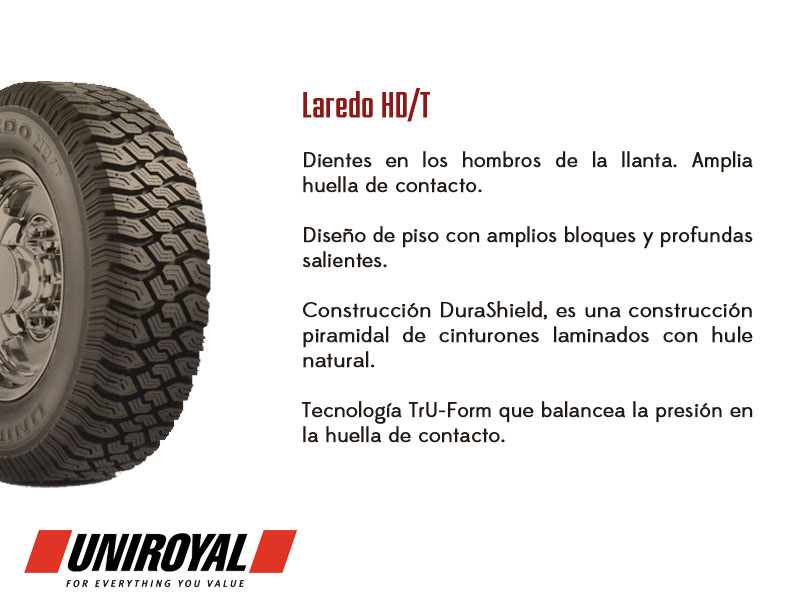 Laredo HD/T
Dientes en los hombros de la llanta. Amplia
huella de contacto.
Diseño de piso con amplios bloques y profundas
salientes.
Construcción DuraShield, es una construcción
piramidal de cinturones laminados con hule
natural.
Tecnología TrU-Form que balancea la presión en
la huella de contacto.
UNIROYAL
FOR EVERYTHING YOU VALUE